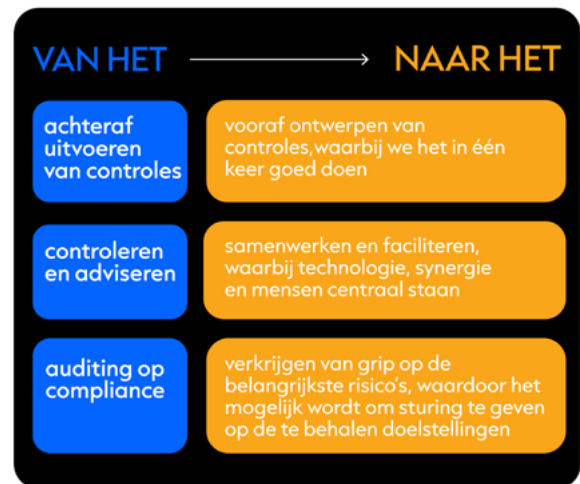 VAN HET
NAAR HET
achteraf
uitvoeren
van controles
vooraf ontwerpen van
controles,waarbij we het in één
keer goed doen
controleren
en adviseren
samenwerken en faciliteren,
waarbij technologie, synergie
en mensen centraal staan
auditing op
compliance
verkrijgen van grip op de
belangrijkste risico’s, waardoor het
mogelijk wordt om sturing te geven
op de te behalen doelstellingen